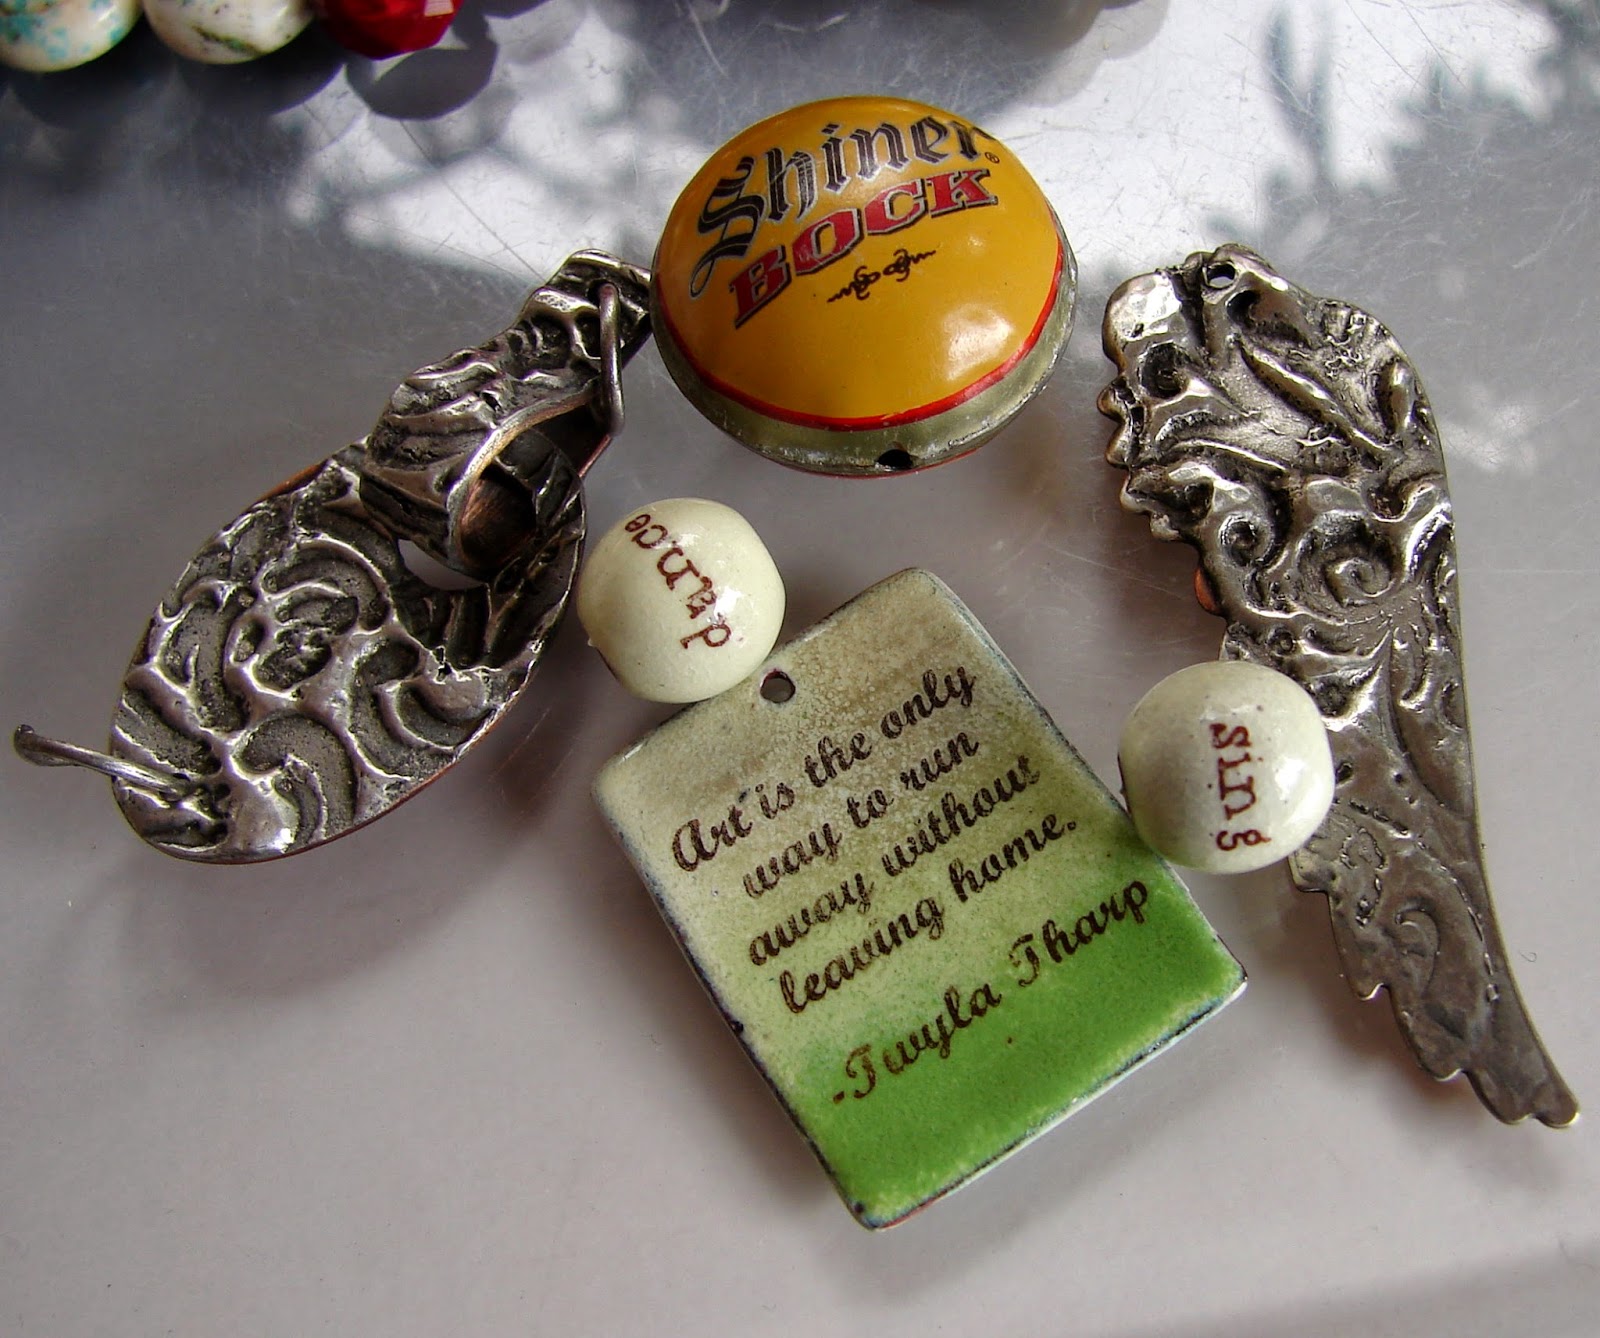 Shiner®
BOCK
dance
Art is the only
way to run
away without
leaving home.
-Twyla Tharp
sing